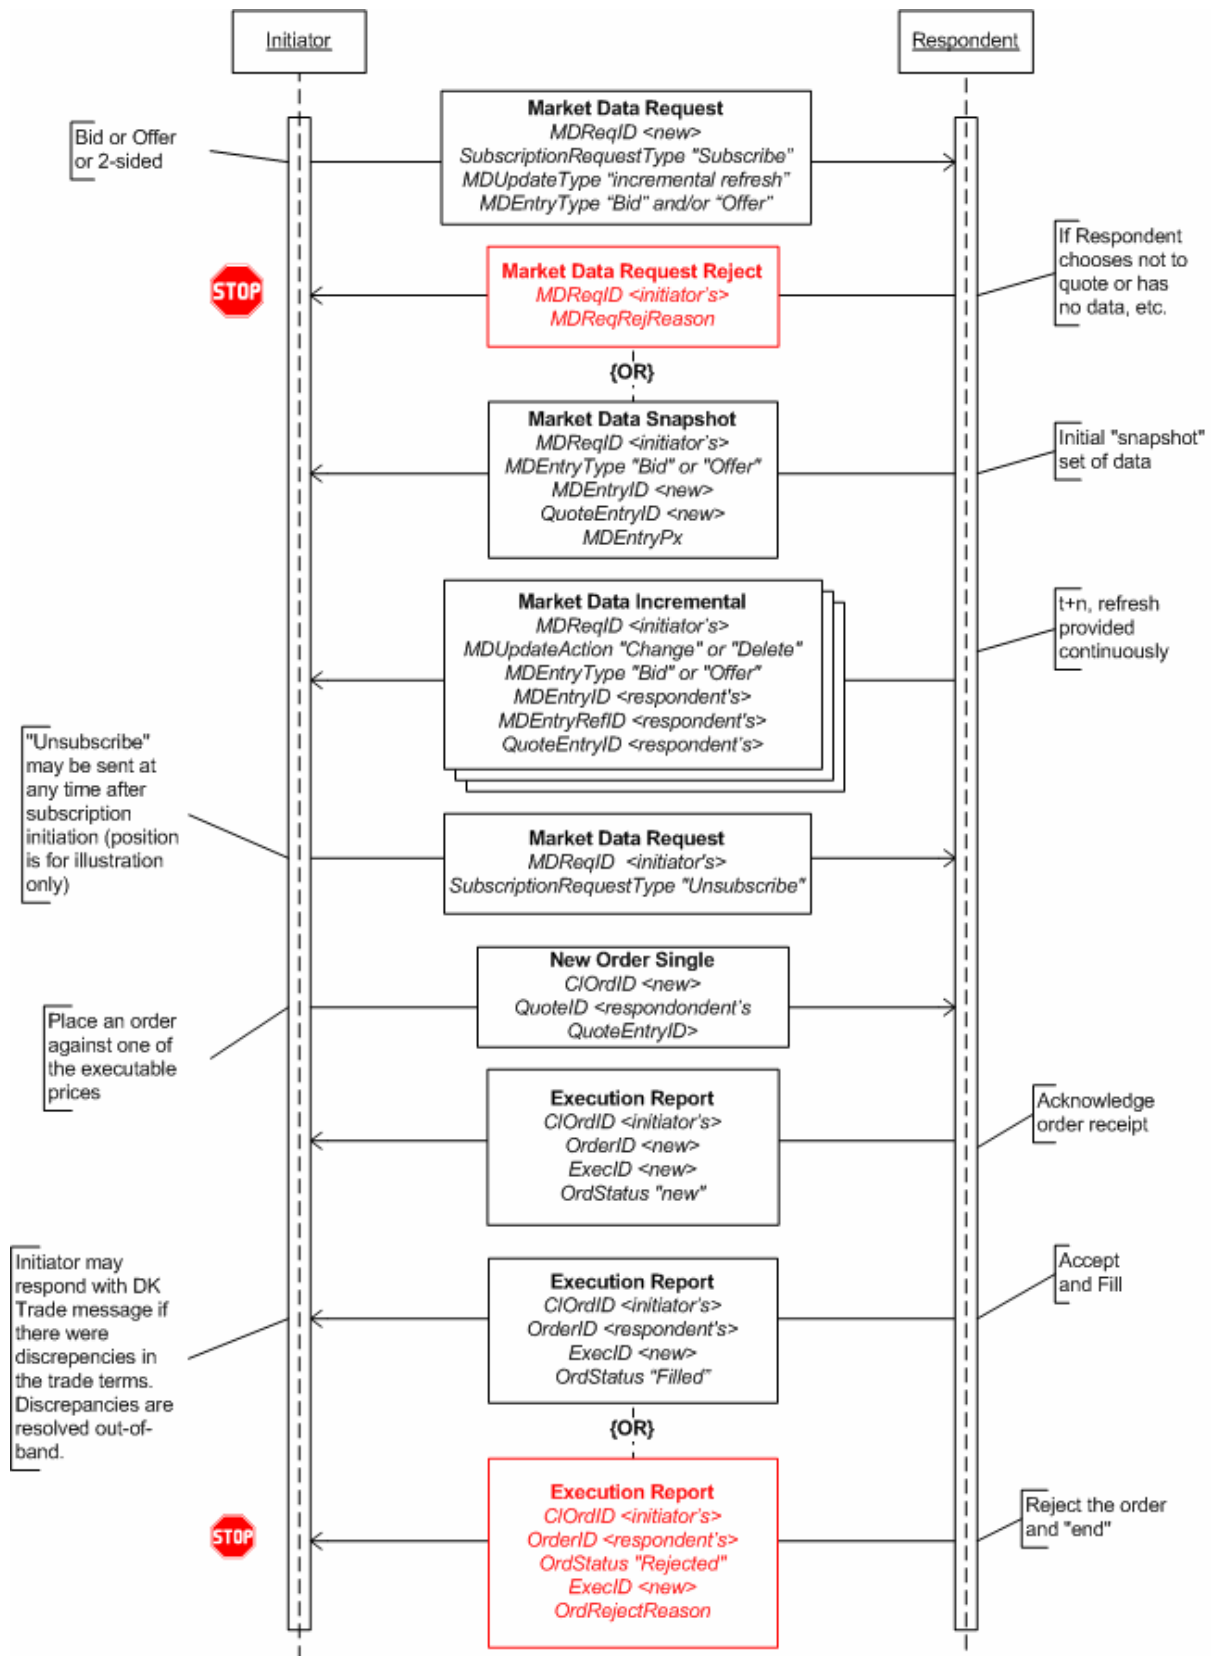 Initiator
Respondent
Market Data Request
MDReqID <new>
SubscriptionRequestType "Subscribe"
MDUpdateType "incremental refresh"
MDEntryType "Bid" and/or "Offer"
Bid or Offer
or 2-sided
If Respondent
chooses not to
quote or has
no data, etc.
STOP
Market Data Request Reject
MDReqID <initiator's>
MDReqRejReason
{OR}
Market Data Snapshot
MDReqID <initiator's>
MDEntryType "Bid" or "Offer"
MDEntryID <new>
QuoteEntryID <new>
MDEntryPx
Initial "snapshot"
set of data
Market Data Incremental
MDReqID <initiator's>
MDUpdateAction "Change" or "Delete"
MDEntryType "Bid" or "Offer"
MDEntryID <respondent's>
MDEntryRefID <respondent's>
QuoteEntryID <respondent's>
t+n, refresh
provided
continuously
"Unsubscribe"
may be sent at
any time after
subscription
initiation (position
is for illustration
only)
Market Data Request
MDReqID <initiator's>
SubscriptionRequestType "Unsubscribe"
New Order Single
ClOrdID <new>
QuoteID <respondondent's
QuoteEntryID>
Place an order
against one of
the executable
prices
Execution Report
ClOrdID <initiator's>
OrderID <new>
ExecID <new>
OrdStatus "new"
Acknowledge
order receipt
Initiator may
respond with DK
Trade message if
there were
discrepencies in
the trade terms.
Discrepancies are
resolved out-of-
band.
Execution Report
ClOrdID <initiator's>
OrderID <respondent's>
ExecID <new>
OrdStatus "Filled"
Accept
and Fill
{OR}
STOP
Execution Report
ClOrdID <initiator's>
OrderID <respondent's>
OrdStatus "Rejected"
ExecID <new>
OrdRejectReason
Reject the order
and "end"